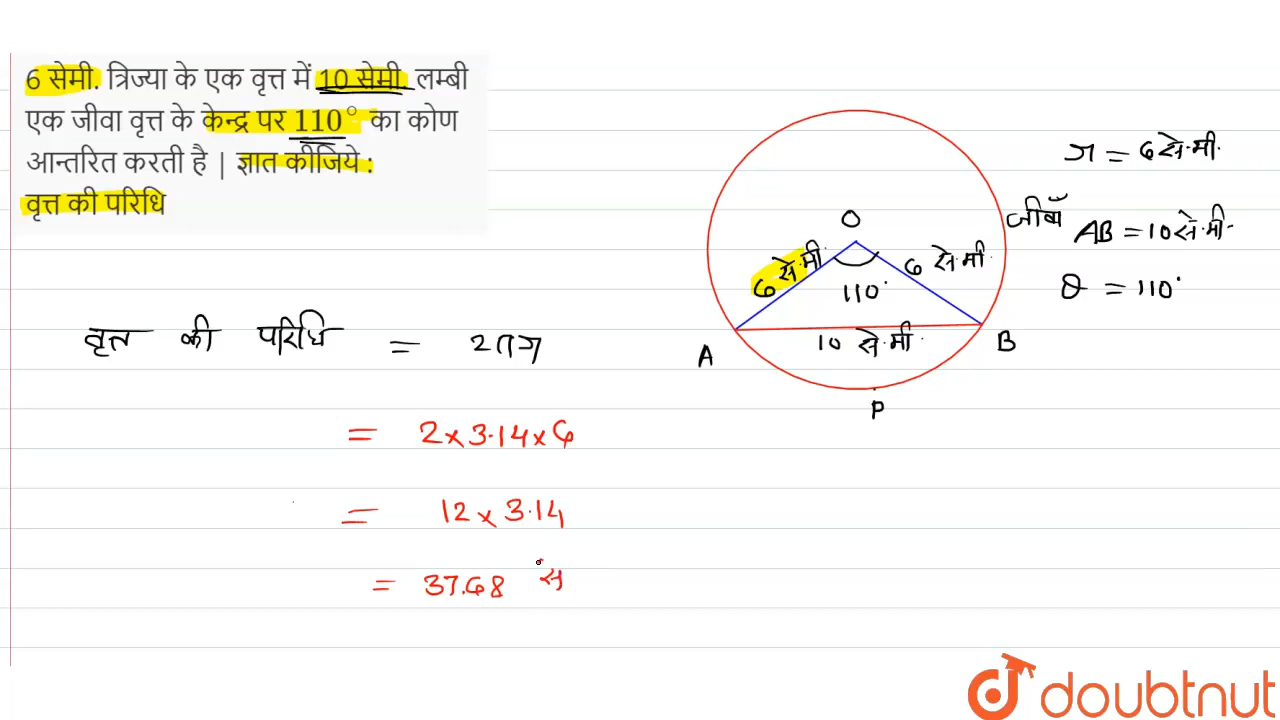 6 सेमी. त्रिज्या के एक वृत्त में 10 सेमी. लम्बी
एक जीवा वृत्त के केन्द्र पर 110° का कोण
आन्तरित करती है | ज्ञात कीजिये :
वृत्त की परिधि
r = 6 से.मी.
जीवा AB = 10 से.मी.
θ = 110°
O
6 से.मी.
6 से.मी.
110°
10 से.मी.
A
B
P
वृत्त की परिधि = 2πr
= 2 x 3.14 x 6
= 12 x 3.14
= 37.68 स
doubtnut